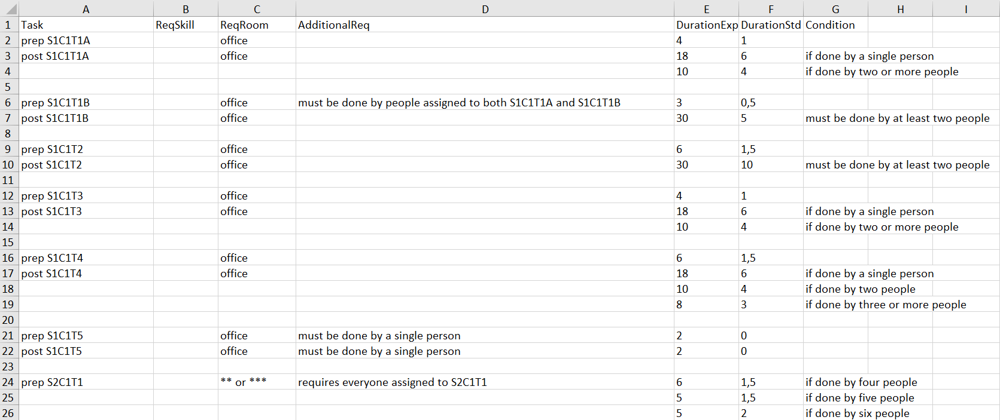 A B C D E F G H I
1 Task ReqSkill ReqRoom AdditionalReq DurationExp DurationStd Condition
2 prep S1C1T1A office 4 1
3 post S1C1T1A office 18 6 if done by a single person
4 10 4 if done by two or more people
5
6 prep S1C1T1B office must be done by people assigned to both S1C1T1A and S1C1T1B 3 0,5
7 post S1C1T1B office 30 5 must be done by at least two people
8
9 prep S1C1T2 office 6 1,5
10 post S1C1T2 office 30 10 must be done by at least two people
11
12 prep S1C1T3 office 4 1
13 post S1C1T3 office 18 6 if done by a single person
14 10 4 if done by two or more people
15
16 prep S1C1T4 office 6 1,5
17 post S1C1T4 office 18 6 if done by a single person
18 10 4 if done by two people
19 8 3 if done by three or more people
20
21 prep S1C1T5 office must be done by a single person 2 0
22 post S1C1T5 office must be done by a single person 2 0
23
24 prep S2C1T1 ** or *** requires everyone assigned to S2C1T1 6 1,5 if done by four people
25 5 1,5 if done by five people
26 5 2 if done by six people